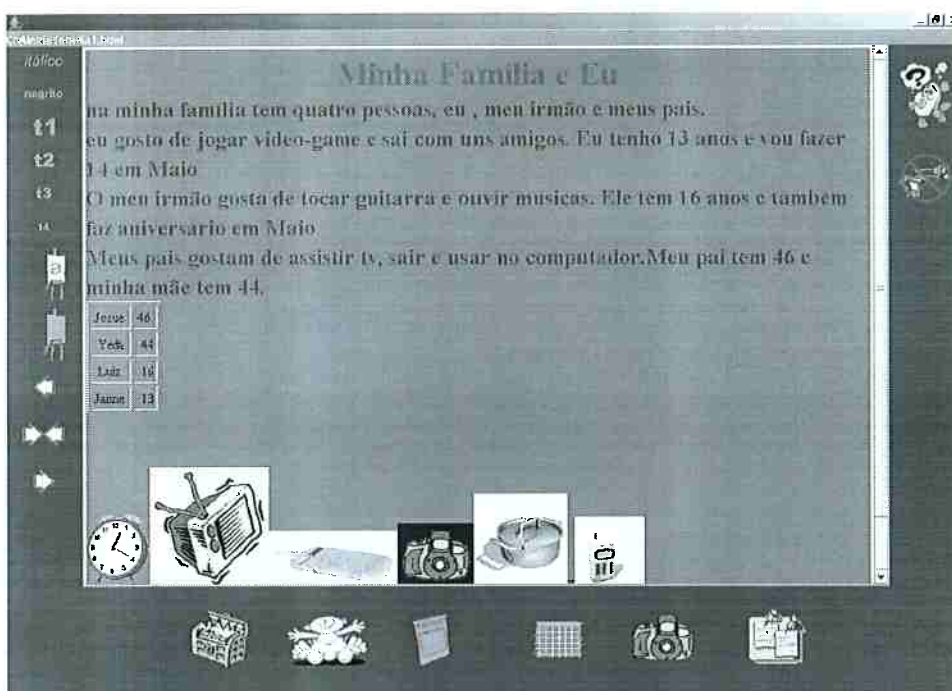 itálico
negrito
t1
t2
t3
t4
Minha Família e Eu
na minha família tem quatro pessoas, eu , meu irmão e meus pais.
eu gosto de jogar video-game e sai com uns amigos. Eu tenho 13 anos e vou fazer
14 em Maio
O meu irmão gosta de tocar guitarra e ouvir musicas. Ele tem 16 anos e tambem
faz aniversario em Maio
Meus pais gostam de assistir tv, sair e usar no computador.Meu pai tem 46 e
minha mãe tem 44.
46
44
Luiz 16
13